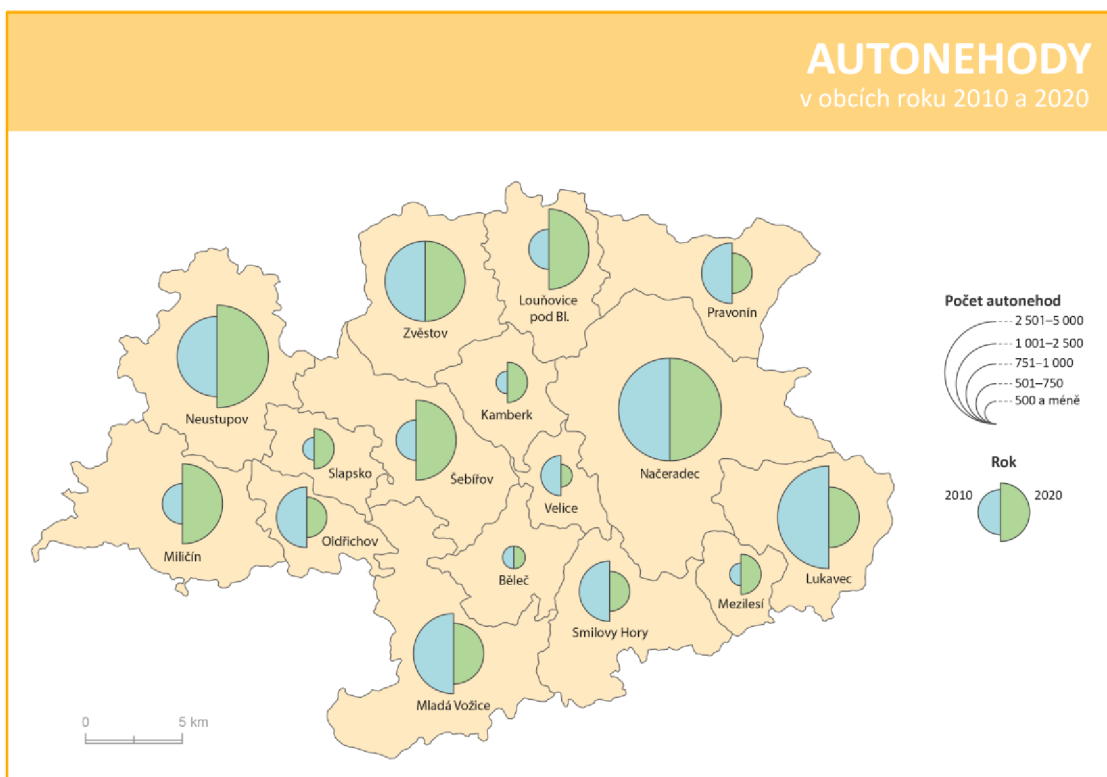 AUTONEHODY
v obcích roku 2010 a 2020
Louňovice
pod Bl.
Pravonín
Zvěstov
Neustupov
Kamberk
Načeradec
Slapsko
Šebířov
Velice
Miličín
Oldřichov
Běleč
Lukavec
Mezilesí
Smilovy Hory
Mladá Vožice
0 5 km
Počet autonehod
2 501–5 000
1 001–2 500
751–1 000
501–750
500 a méně
Rok
2010 2020